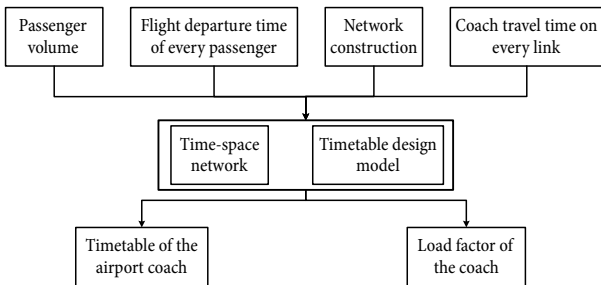 Passenger
volume
Flight departure time
of every passenger
Network
construction
Coach travel time on
every link
Time-space
network
Timetable design
model
Timetable of the
airport coach
Load factor of
the coach